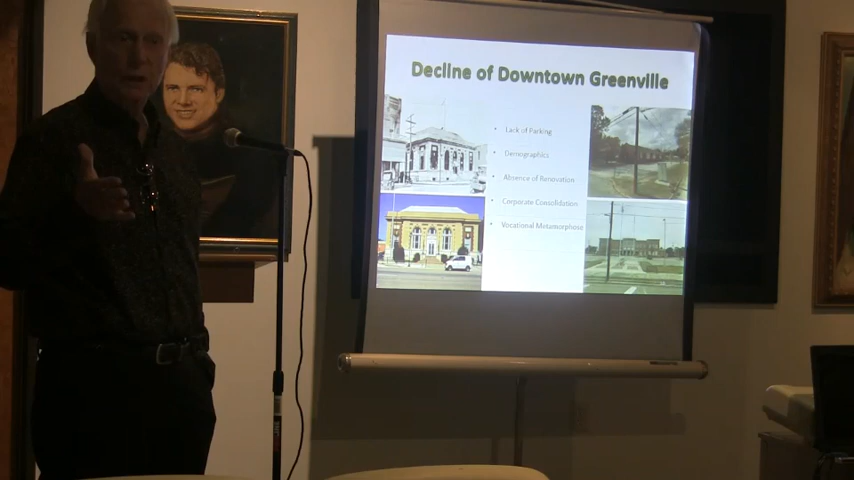 Decline of Downtown Greenville
• Lack of Parking
• Demographics
• Absence of Renovation
• Corporate Consolidation
• Vocational Metamorphose